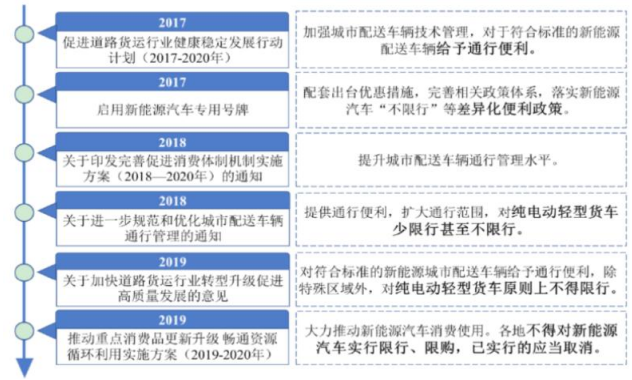 2017
促进道路货运行业健康稳定发展行动
计划（2017-2020年）
加强城市配送车辆技术管理，对于符合标准的新能源
配送车辆给予通行便利。
2017
启用新能源汽车专用号牌
配套出台优惠措施，完善相关政策体系，落实新能源
汽车“不限行”等差异化便利政策。
2018
关于印发完善促进消费体制机制实施
方案（2018—2020年）的通知
提升城市配送车辆通行管理水平。
2018
关于进一步规范和优化城市配送车辆
通行管理的通知
提供通行便利，扩大通行范围，对纯电动轻型货车
少限行甚至不限行。
2019
关于加快道路货运行业转型升级促进
高质量发展的意见
对符合标准的新能源城市配送车辆给予通行便利，除
特殊区域外，对纯电动轻型货车原则上不得限行。
2019
推动重点消费品更新升级 畅通资源
循环利用实施方案（2019-2020年）
大力推动新能源汽车消费使用。各地不得对新能源
汽车实行限行、限购，已实行的应当取消。